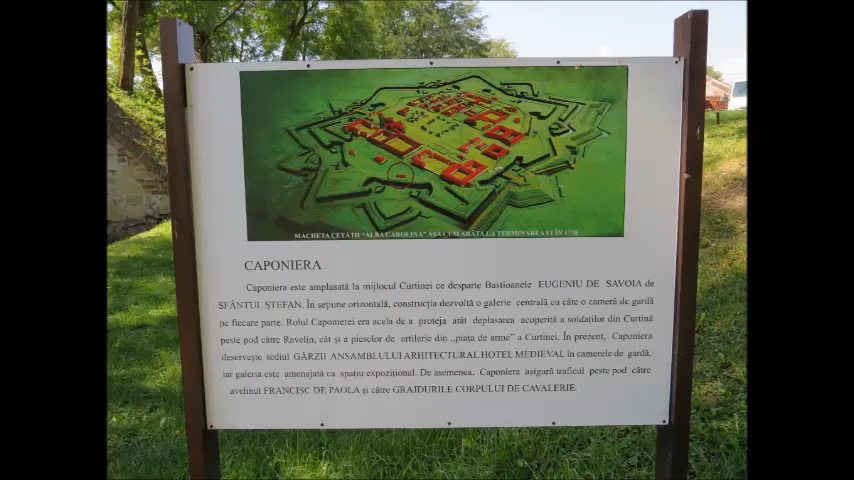 MACHETA CETĂȚII "ALBA CAROLINA" AȘA CUM ARĂTA LA TERMINAREA EI ÎN 1738
CAPONIERA
Caponiera este amplasată la mijlocul Curtinei ce desparte Bastioanele EUGENIU DE SAVOIA de
SFÂNTUL ȘTEFAN. În sețiune orizontală, construcția dezvoltă o galerie centrală cu câte o cameră de gardă
pe fiecare parte. Rolul Caponierei era acela de a proteja atât deplasarea acoperită a soldaților din Curtină
peste pod către Ravelin, cât și a pieselor de artilerie din „piața de arme" a Curtinei. În prezent, Caponiera
deservește sediul GĂRZII ANSAMBLULUI ARHITECTURAL HOTEL MEDIEVAL în camerele de gardă,
iar galeria este amenajată ca spațiu expozițional. De asemenea, Caponiera asigură traficul peste pod către
avelinul FRANCISC DE PAOLA și către GRAJDURILE CORPULUI DE CAVALERIE.